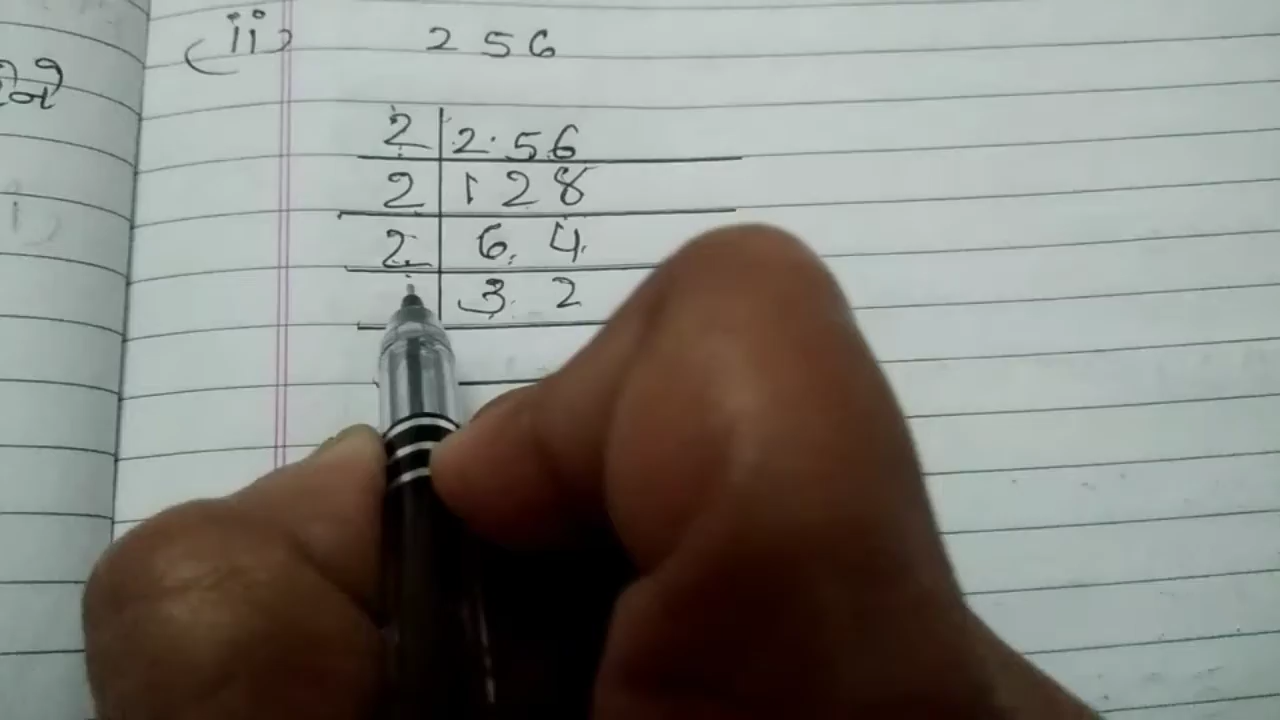 (ii) 256
2 | 256
2 | 128
2 | 64
32